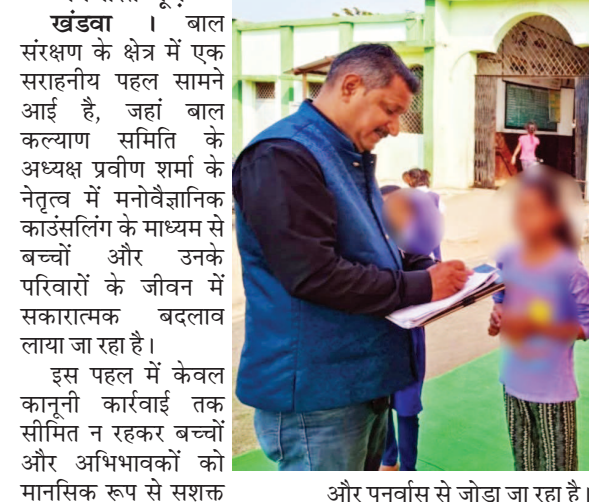 खंडवा । बाल
संरक्षण के क्षेत्र में एक
सराहनीय पहल सामने
आई है, जहां बाल
कल्याण समिति के
अध्यक्ष प्रवीण शर्मा के
नेतृत्व में मनोवैज्ञानिक
काउंसलिंग के माध्यम से
बच्चों और उनके
परिवारों के जीवन में
सकारात्मक बदलाव
लाया जा रहा है।
इस पहल में केवल
कानूनी कार्रवाई तक
सीमित न रहकर बच्चों
और अभिभावकों को
मानसिक रूप से सशक्त
और पुनर्वास से जोड़ा जा रहा है।